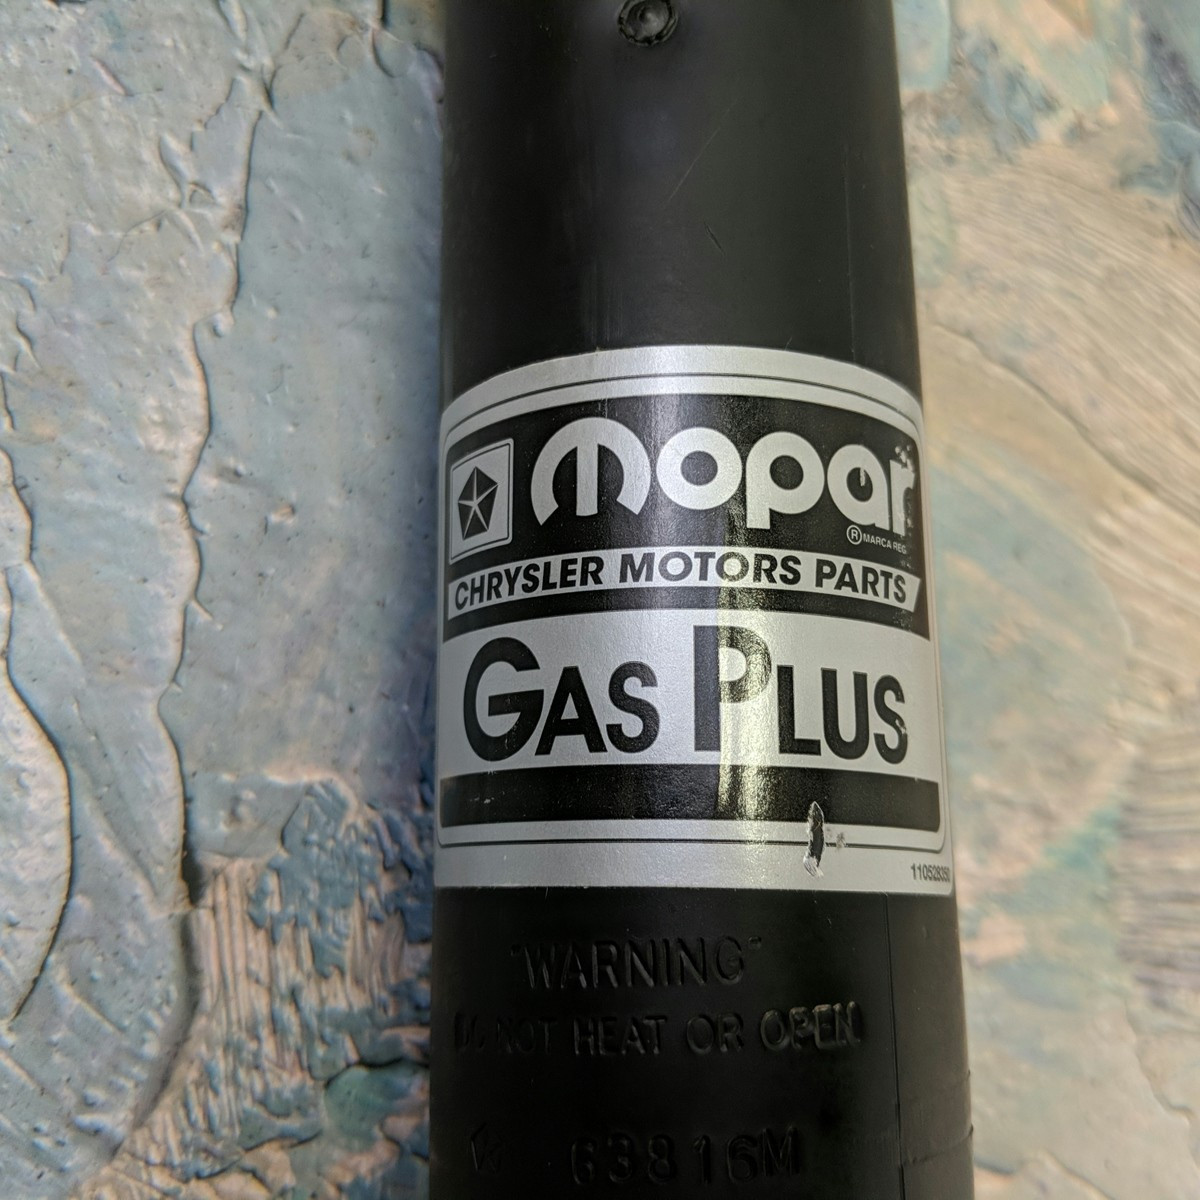 mopar
® MARCA REG
CHRYSLER MOTORS PARTS
GAS PLUS
"WARNING"
DO NOT HEAT OR OPEN
63816M